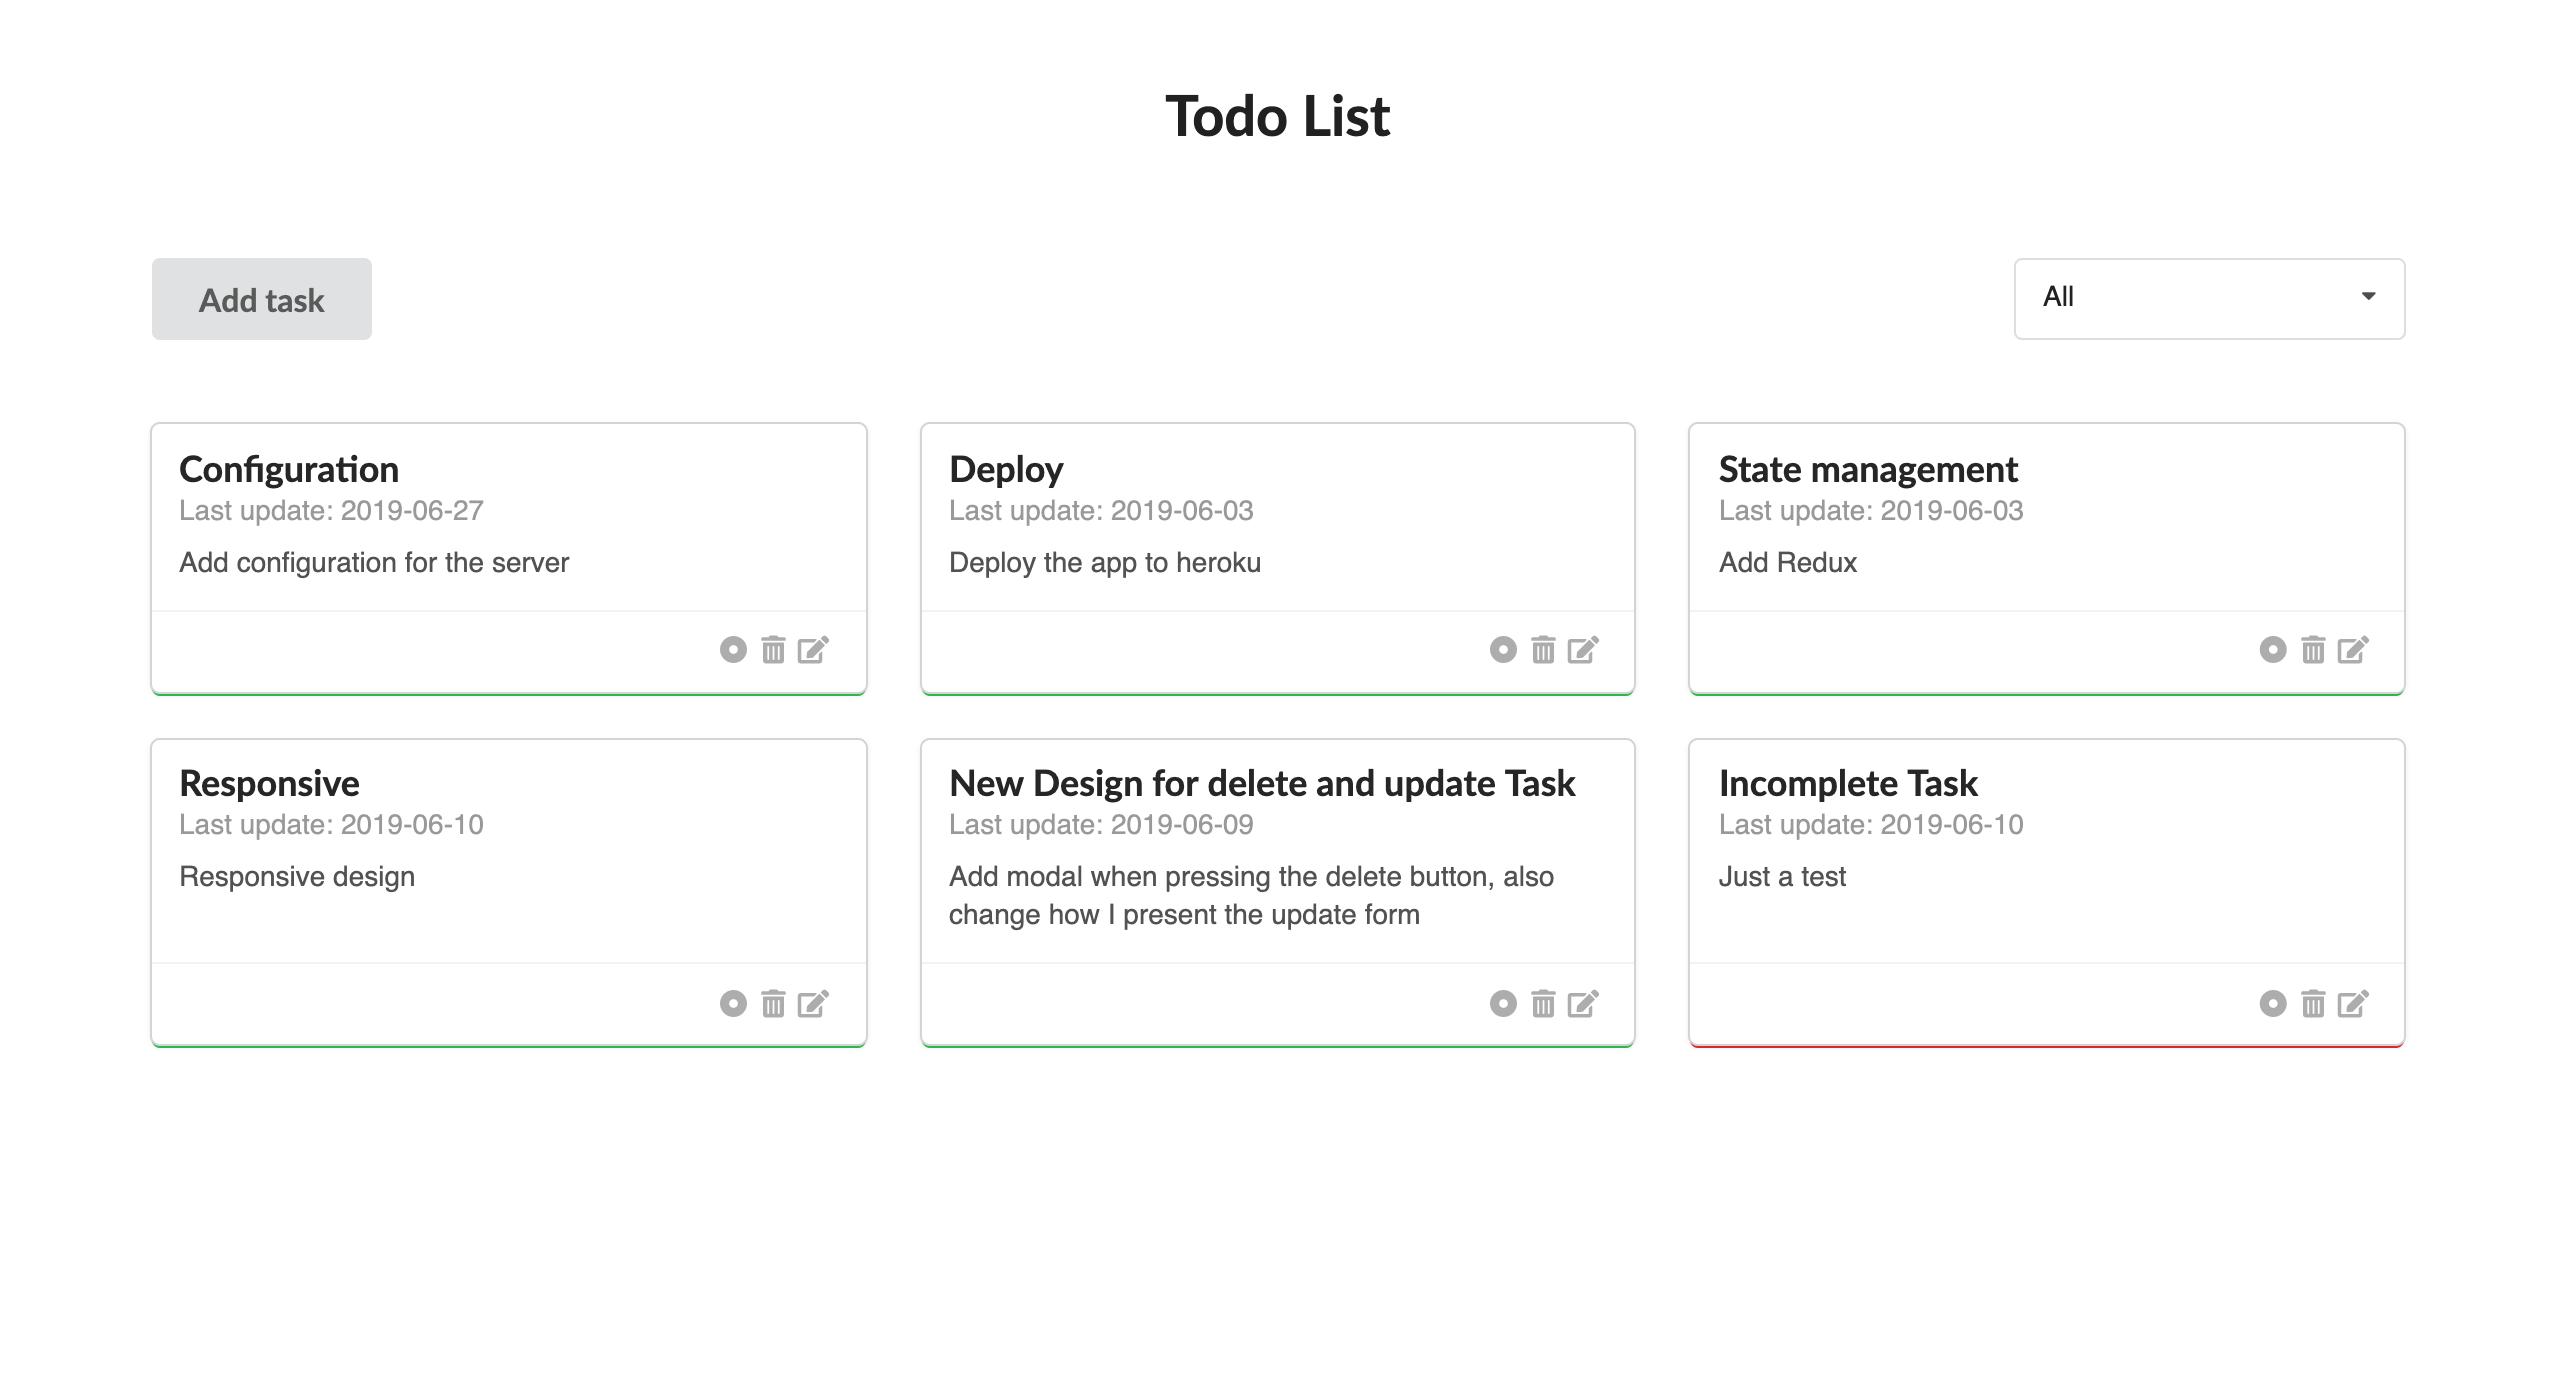 Todo List
Add task
All
Configuration
Last update: 2019-06-27
Add configuration for the server
Deploy
Last update: 2019-06-03
Deploy the app to heroku
State management
Last update: 2019-06-03
Add Redux
Responsive
Last update: 2019-06-10
Responsive design
New Design for delete and update Task
Last update: 2019-06-09
Add modal when pressing the delete button, also
change how I present the update form
Incomplete Task
Last update: 2019-06-10
Just a test